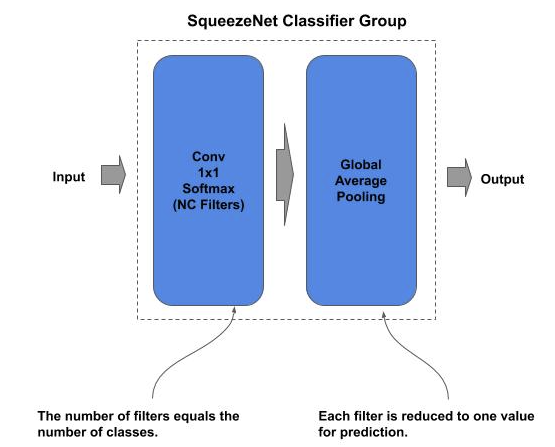 SqueezeNet Classifier Group
Input
Conv
1x1
Softmax
(NC Filters)
Global
Average
Pooling
Output
The number of filters equals the
number of classes.
Each filter is reduced to one value
for prediction.